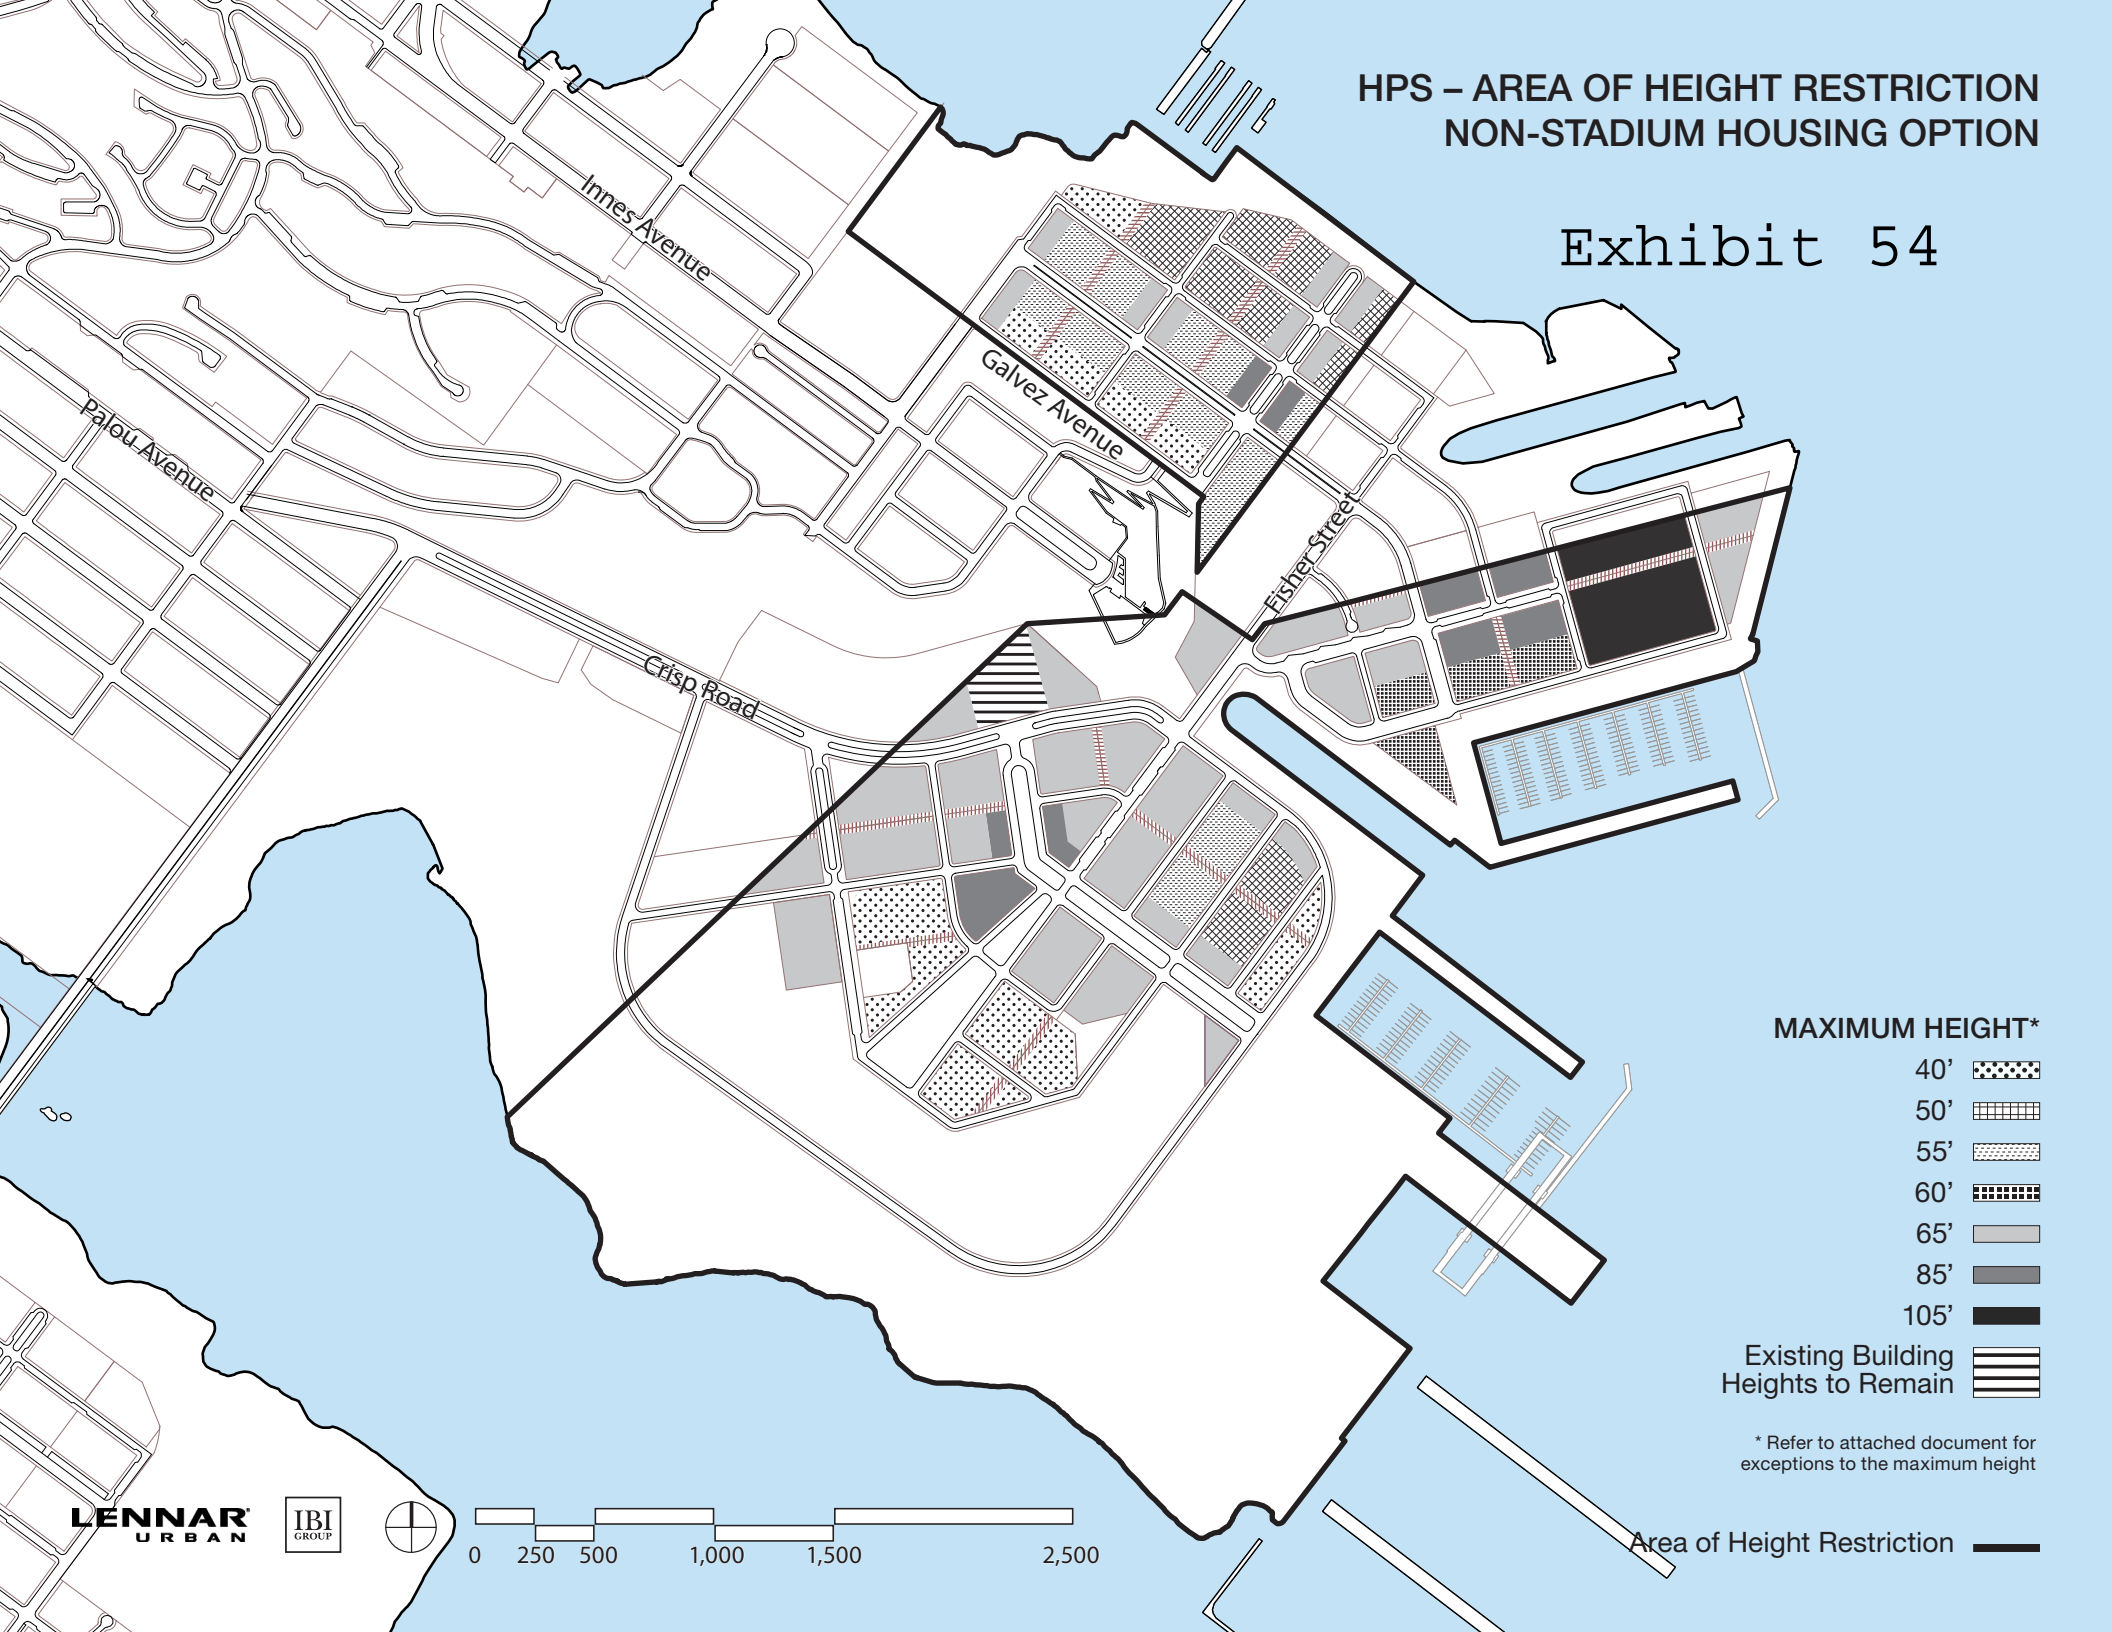 HPS – AREA OF HEIGHT RESTRICTION
NON-STADIUM HOUSING OPTION
Exhibit 54
Innes Avenue
Galvez Avenue
Palou Avenue
Fisher Street
Crisp Road
MAXIMUM HEIGHT*
40’
50’
55’
60’
65’
85’
105’
Existing Building
Heights to Remain
* Refer to attached document for
exceptions to the maximum height
Area of Height Restriction
LENNAR
URBAN
IBI
GROUP
0 250 500 1,000 1,500 2,500